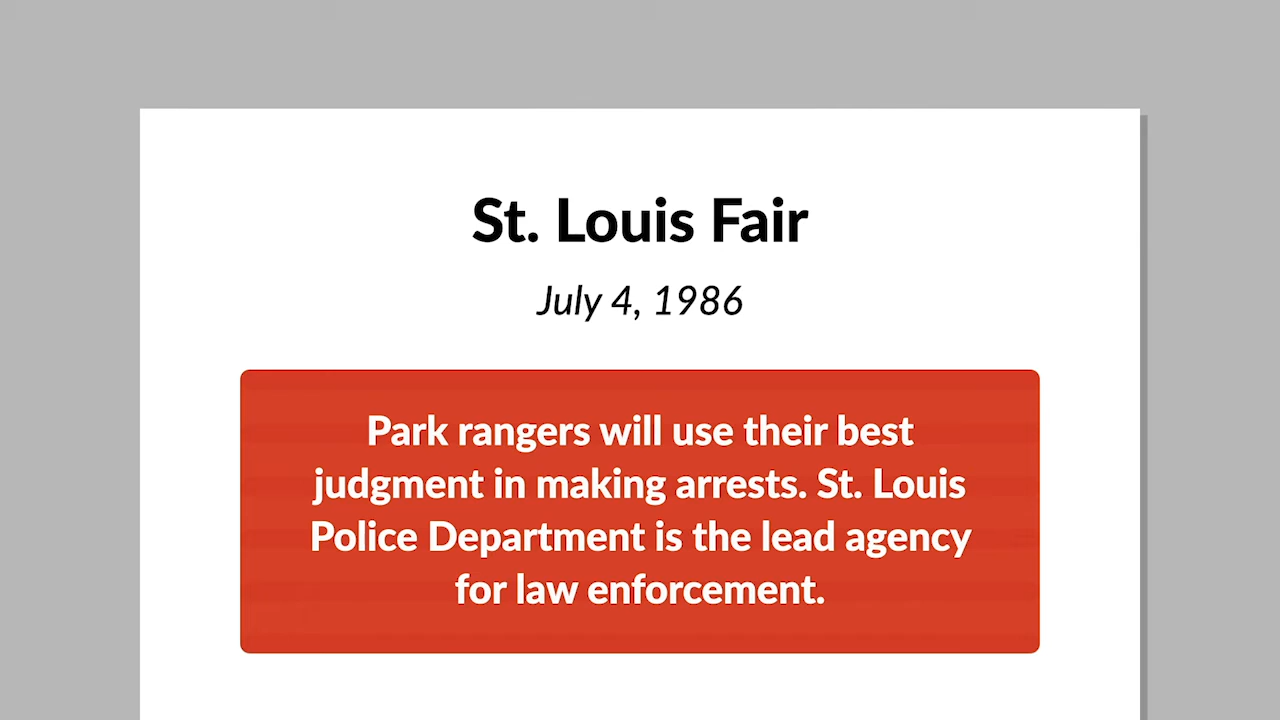 St. Louis Fair
July 4, 1986
Park rangers will use their best
judgment in making arrests. St. Louis
Police Department is the lead agency
for law enforcement.